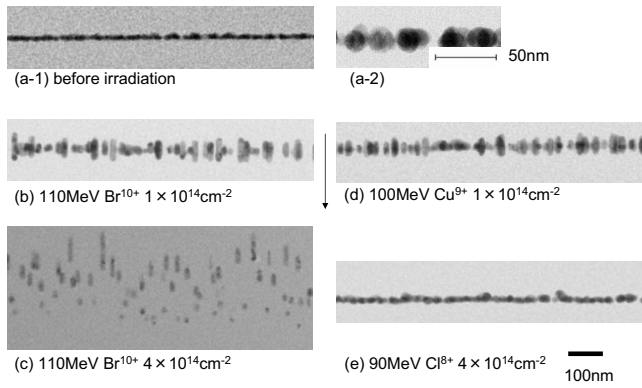 (a-1) before irradiation
50nm
(a-2)
(b) 110MeV Br¹⁰⁺ 1×10¹⁴cm⁻²
(d) 100MeV Cu⁹⁺ 1×10¹⁴cm⁻²
(c) 110MeV Br¹⁰⁺ 4×10¹⁴cm⁻²
(e) 90MeV Cl⁸⁺ 4×10¹⁴cm⁻²
100nm